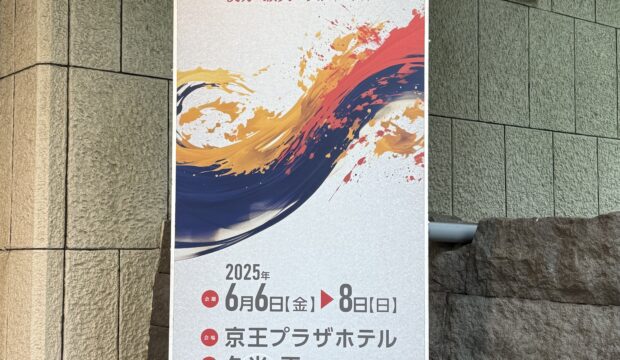 2025年
会期 6月6日[金]▶8日[日]
会場 京王プラザホテル